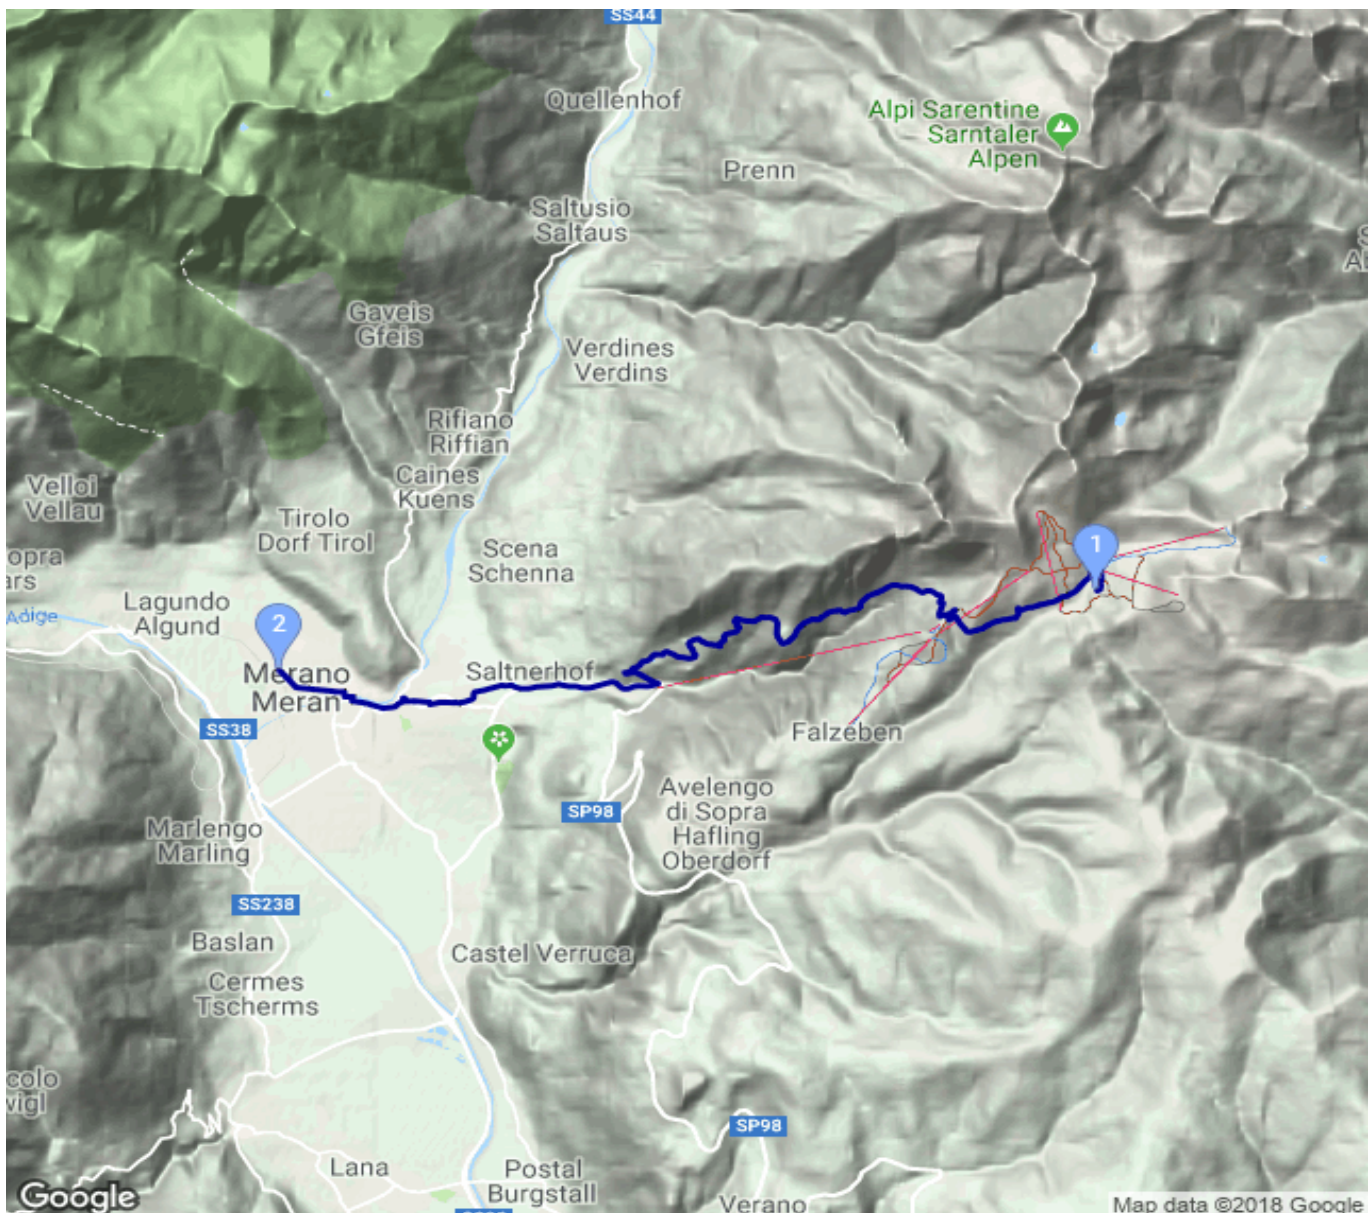 SS44
Quellenhof
Alpi Sarentine
Sarntaler
Alpen
Prenn
Saltusio
Saltaus
Gaveis
Gfeis
Verdines
Verdins
Rifiano
Riffian
Caines
Kuens
Velloi
Vellau
Tirolo
Dorf Tirol
Scena
Schenna
1
Lagundo
Algund
Adige
2
Merano
Meran
Saltnerhof
SS38
Falzeben
Avelengo
di Sopra
Hafling
Oberdorf
SP98
Marlengo
Marling
SS238
Baslan
Castel Verruca
Cermes
Tscherms
SP98
Lana
Postal
Burgstall
Verano
Google
Map data ©2018 Google